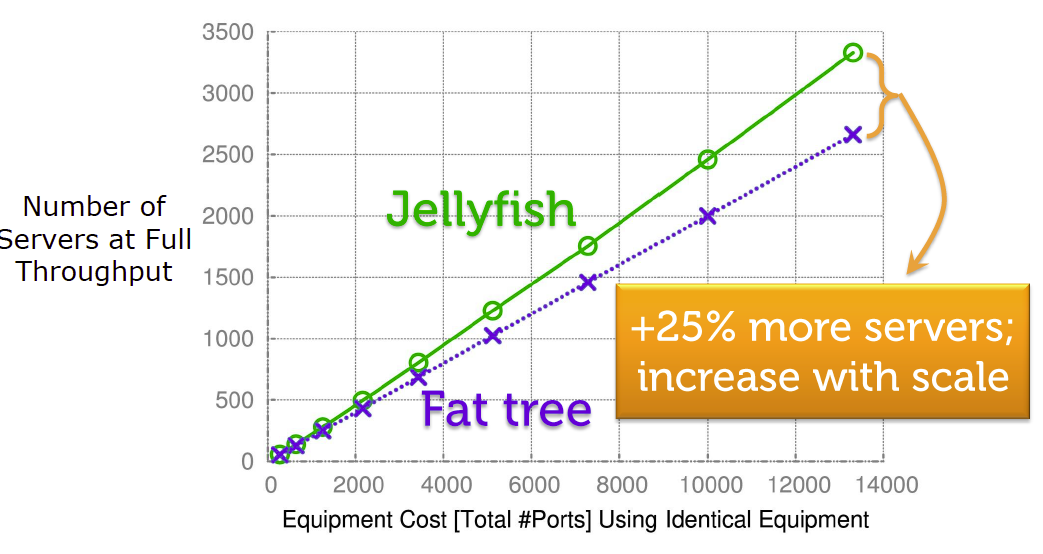 3500
3000
2500
2000
1500
1000
500
0
Number of
Servers at Full
Throughput
Jellyfish
Fat tree
+25% more servers;
increase with scale
0 2000 4000 6000 8000 10000 12000 14000
Equipment Cost [Total #Ports] Using Identical Equipment